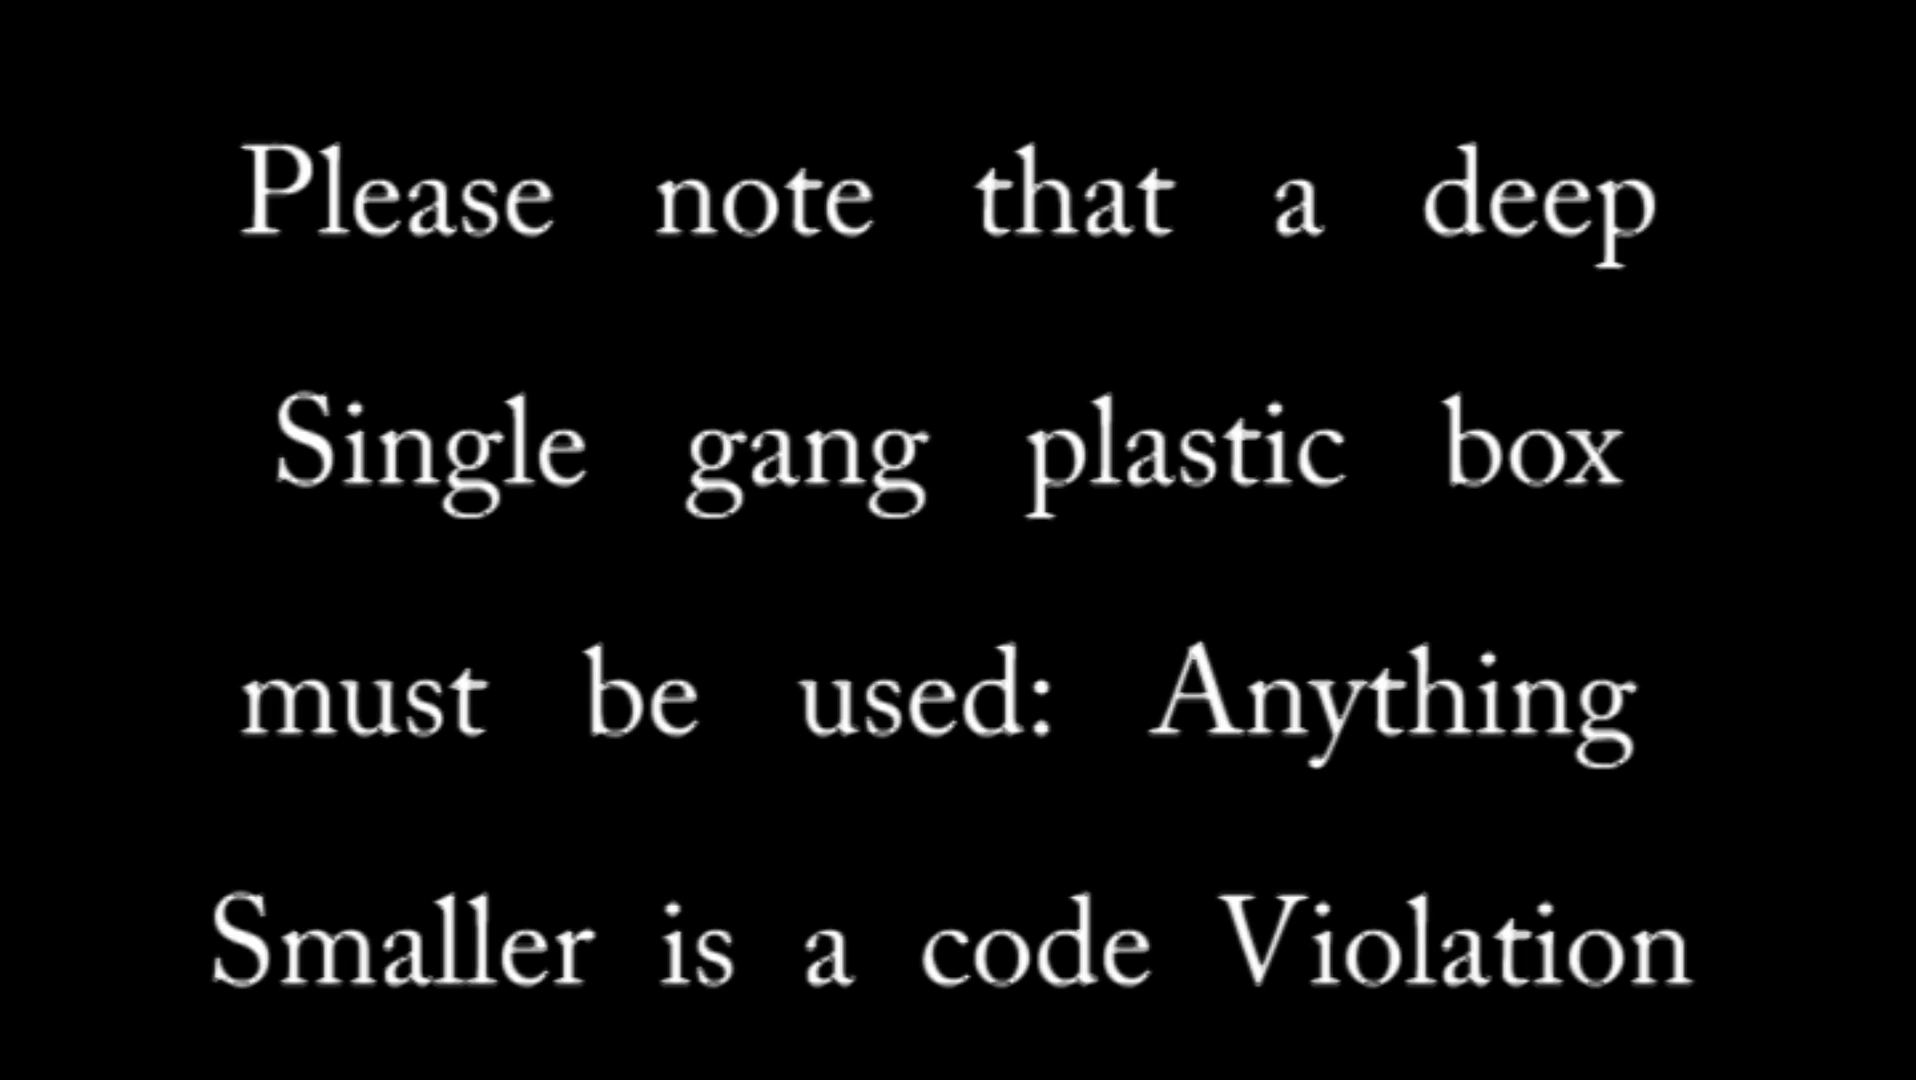 Please note that a deep
Single gang plastic box
must be used: Anything
Smaller is a code Violation